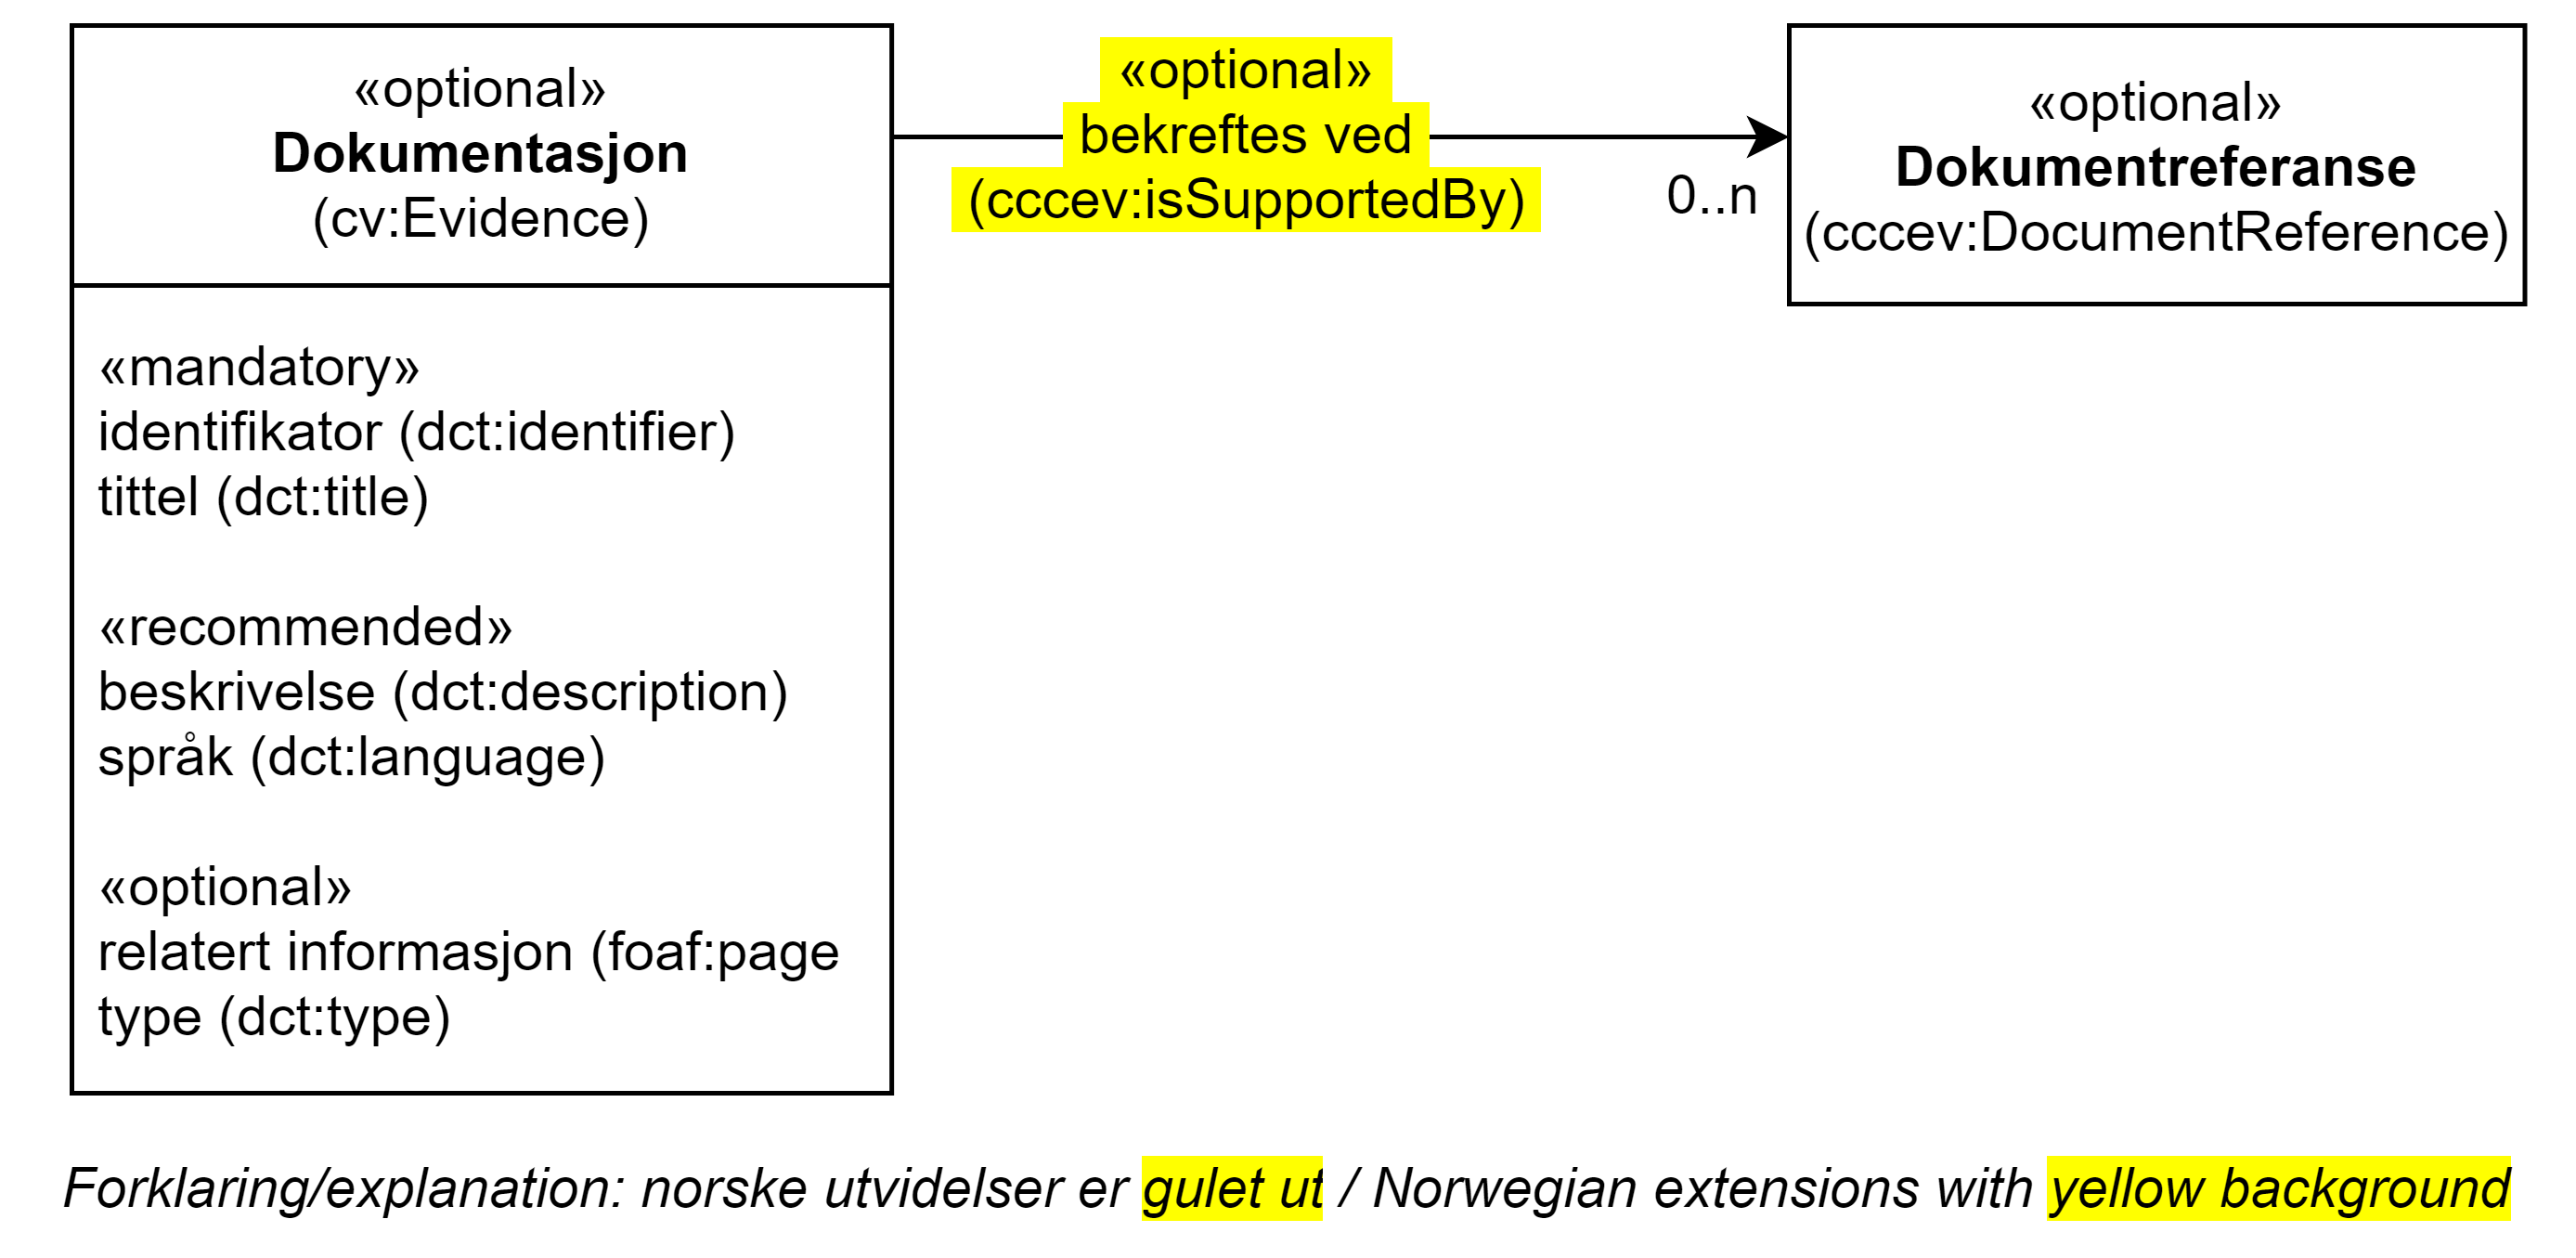 «optional»
Dokumentasjon
(cv:Evidence)
«mandatory»
identifikator (dct:identifier)
tittel (dct:title)
«recommended»
beskrivelse (dct:description)
språk (dct:language)
«optional»
relatert informasjon (foaf:page
type (dct:type)
«optional»
bekreftes ved
(cccev:isSupportedBy)
0..n
«optional»
Dokumentreferanse
(cccev:DocumentReference)
Forklaring/explanation: norske utvidelser er gulet ut / Norwegian extensions with yellow background